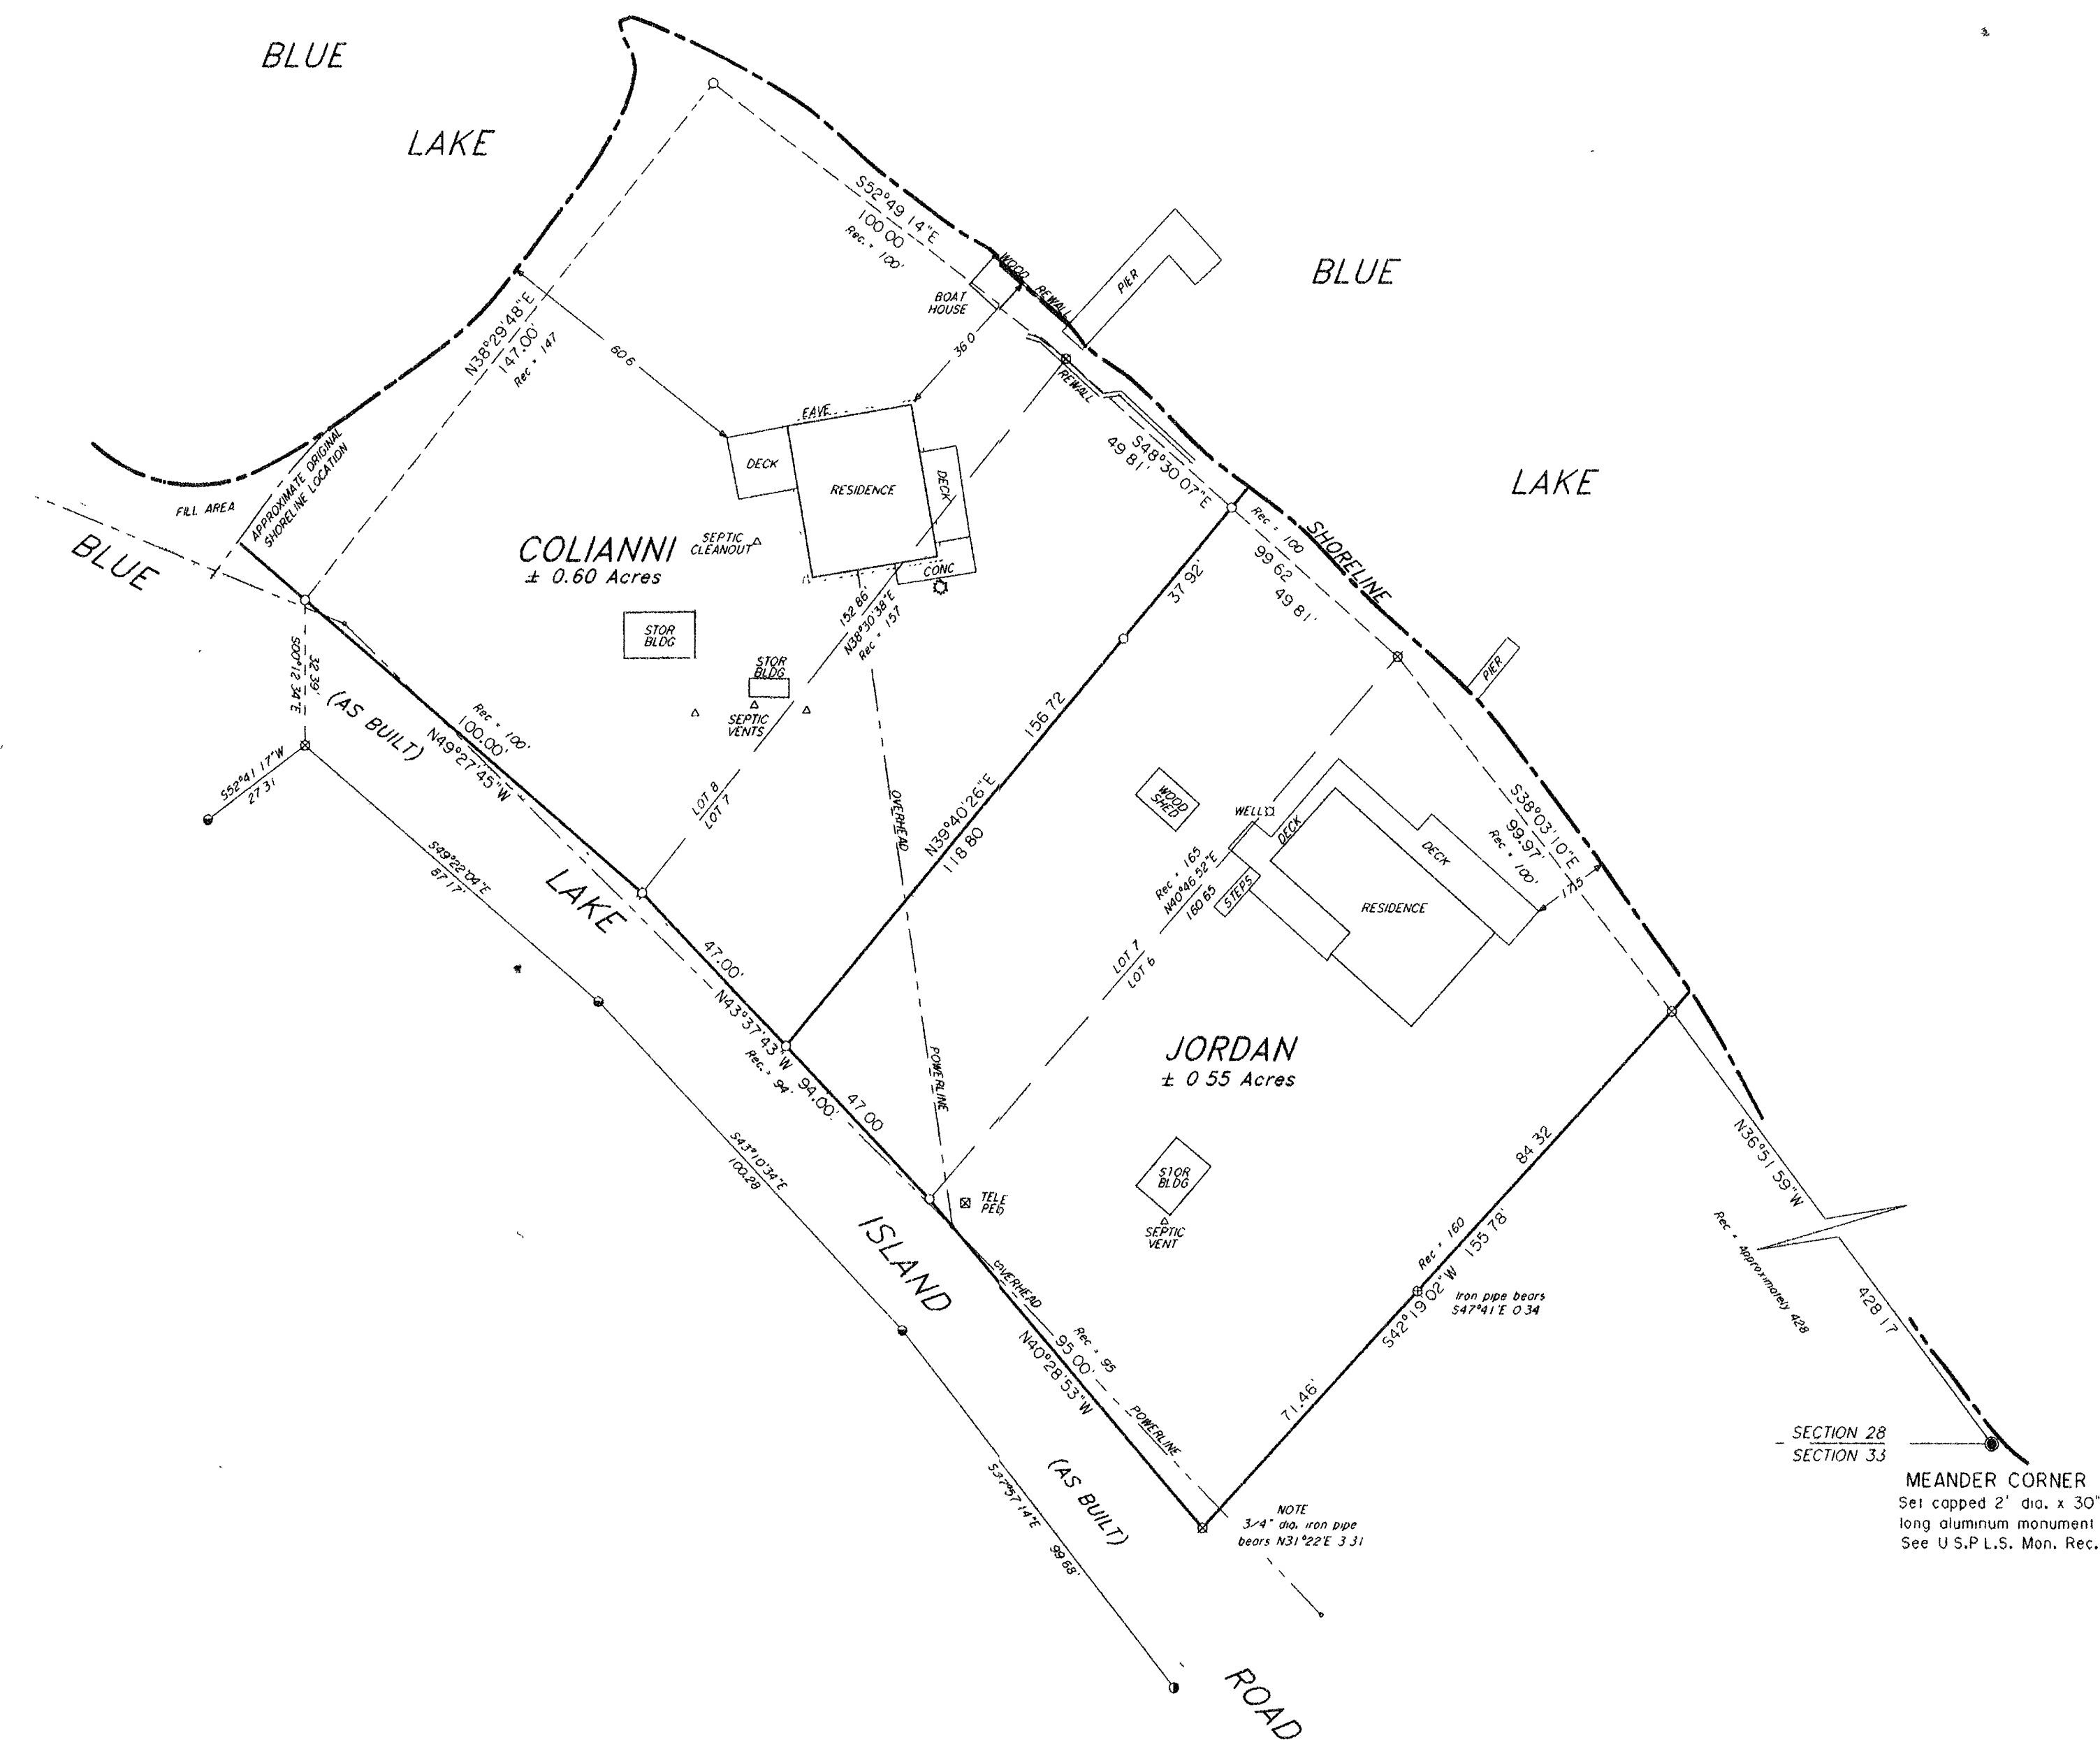 BLUE
LAKE
S52°49 14"E
100 00
Rec. = 100'
N38°29'48"E
147.00'
Rec = 147
60 6
36 0
BOAT
HOUSE
WOOD
REWALL
PIER
REWALL
BLUE
LAKE
SHORELINE
EAVE
DECK
RESIDENCE
DECK
CONC
FILL AREA
APPROXIMATE ORIGINAL
SHORELINE LOCATION
COLIANNI
± 0.60 Acres
SEPTIC
CLEANOUT
STOR
BLDG
STOR
BLDG
SEPTIC
VENTS
152 86'
N38°30'38"E
Rec = 157
LOT 8
LOT 7
S48°30 07"E
49 81'
Rec = 100
99 62
49 81'
37 92'
156 72
N39°40'26"E
118 80
PIER
S00°12 34"E
32 39'
S52°41 17"W
27 31
BLUE
(AS BUILT)
Rec = 100'
100.00'
N49°27'45"W
S49°22'04"E
87 17'
LAKE
47.00'
N43°37'43"W
Rec. = 94'
94.00'
47 00
S43°10'34"E
100.28
OVERHEAD
POWERLINE
WOOD
SHED
WELL
DECK
DECK
STEPS
RESIDENCE
Rec = 165
N40°46 52"E
160 65
LOT 7
LOT 6
S38°03'10"E
99.97'
Rec = 100'
17.5
JORDAN
± 0 55 Acres
STOR
BLDG
SEPTIC
VENT
TELE
PED
ISLAND
OVERHEAD
POWERLINE
Rec = 95
95 00'
N40°28'53"W
84 32
Rec = 160
155 78'
S42°19 02"W
71.46'
Iron pipe bears
S47°41'E 0 34
N36°51 59"W
Rec = Approximately 428
428 17
S37°57 14"E
99 68'
(AS BUILT)
NOTE
3/4" dia. iron pipe
bears N31°22'E 3 31
ROAD
SECTION 28
SECTION 33
MEANDER CORNER
Set capped 2' dia. x 30"
long aluminum monument
See U S.P L.S. Mon. Rec.